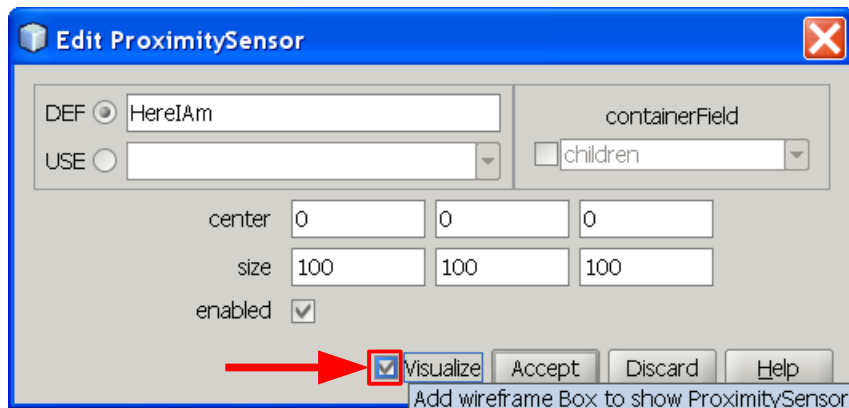 Edit ProximitySensor
DEF HereIAm
containerField
USE
children
center 0 0 0
size 100 100 100
enabled
Visualize Accept Discard Help
Add wireframe Box to show ProximitySensor